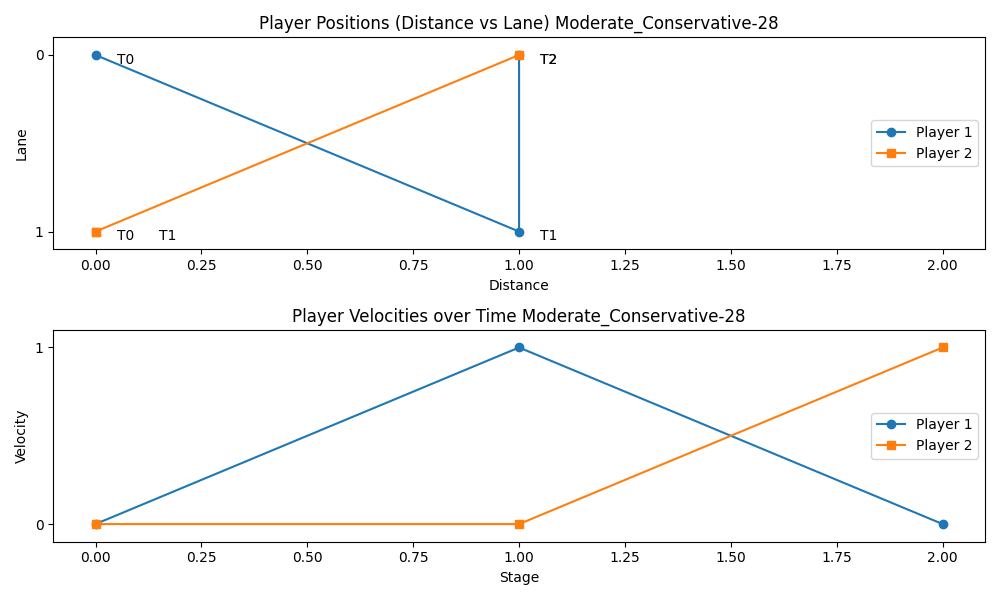 Player Positions (Distance vs Lane) Moderate_Conservative-28
Lane
0
1
T0
T2
T0
T1
T1
Player 1
Player 2
0.00 0.25 0.50 0.75 1.00 1.25 1.50 1.75 2.00
Distance
Player Velocities over Time Moderate_Conservative-28
Velocity
1
0
Player 1
Player 2
0.00 0.25 0.50 0.75 1.00 1.25 1.50 1.75 2.00
Stage